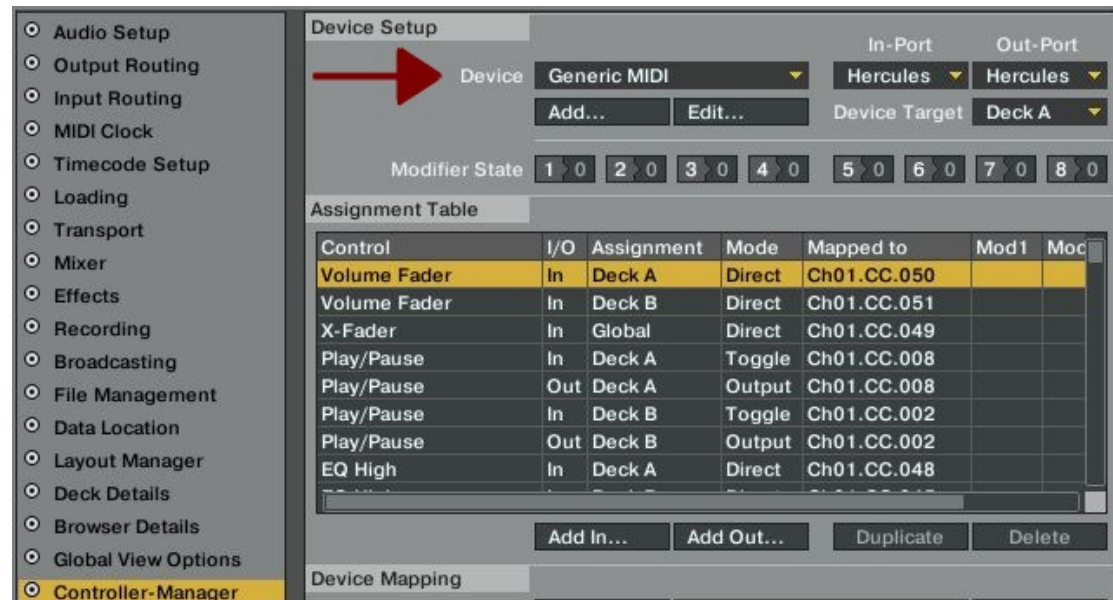 Audio Setup
Output Routing
Input Routing
MIDI Clock
Timecode Setup
Loading
Transport
Mixer
Effects
Recording
Broadcasting
File Management
Data Location
Layout Manager
Deck Details
Browser Details
Global View Options
Controller-Manager
Device Setup
In-Port Out-Port
Device Generic MIDI Hercules Hercules
Add... Edit... Device Target Deck A
Modifier State 1 0 2 0 3 0 4 0 5 0 6 0 7 0 8 0
Assignment Table
Control I/O Assignment Mode Mapped to Mod1 Mod
Volume Fader In Deck A Direct Ch01.CC.050
Volume Fader In Deck B Direct Ch01.CC.051
X-Fader In Global Direct Ch01.CC.049
Play/Pause In Deck A Toggle Ch01.CC.008
Play/Pause Out Deck A Output Ch01.CC.008
Play/Pause In Deck B Toggle Ch01.CC.002
Play/Pause Out Deck B Output Ch01.CC.002
EQ High In Deck A Direct Ch01.CC.048
Add In... Add Out... Duplicate Delete
Device Mapping